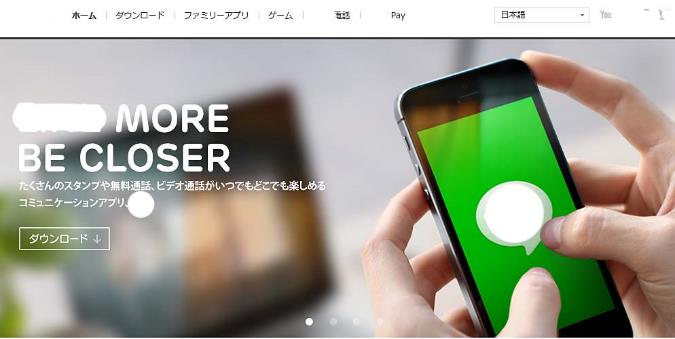 ホーム
ダウンロード
ファミリーアプリ
ゲーム
電話
Pay
日本語
You
MORE
BE CLOSER
たくさんのスタンプや無料通話、ビデオ通話がいつでもどこでも楽しめる
コミュニケーションアプリ、
ダウンロード ↓